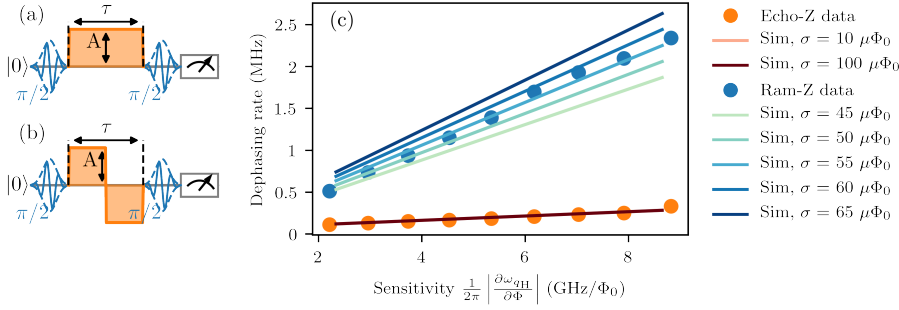 (a)
τ
A
|0⟩
π/2
π/2
(b)
τ
A
|0⟩
π/2
π/2
(c)
Dephasing rate (MHz)
2.5
2
1.5
1
0.5
0
2
4
6
8
Sensitivity 1/2π |∂ω_{qH}/∂Φ| (GHz/Φ₀)
Echo-Z data
Sim, σ = 10 μΦ₀
Sim, σ = 100 μΦ₀
Ram-Z data
Sim, σ = 45 μΦ₀
Sim, σ = 50 μΦ₀
Sim, σ = 55 μΦ₀
Sim, σ = 60 μΦ₀
Sim, σ = 65 μΦ₀